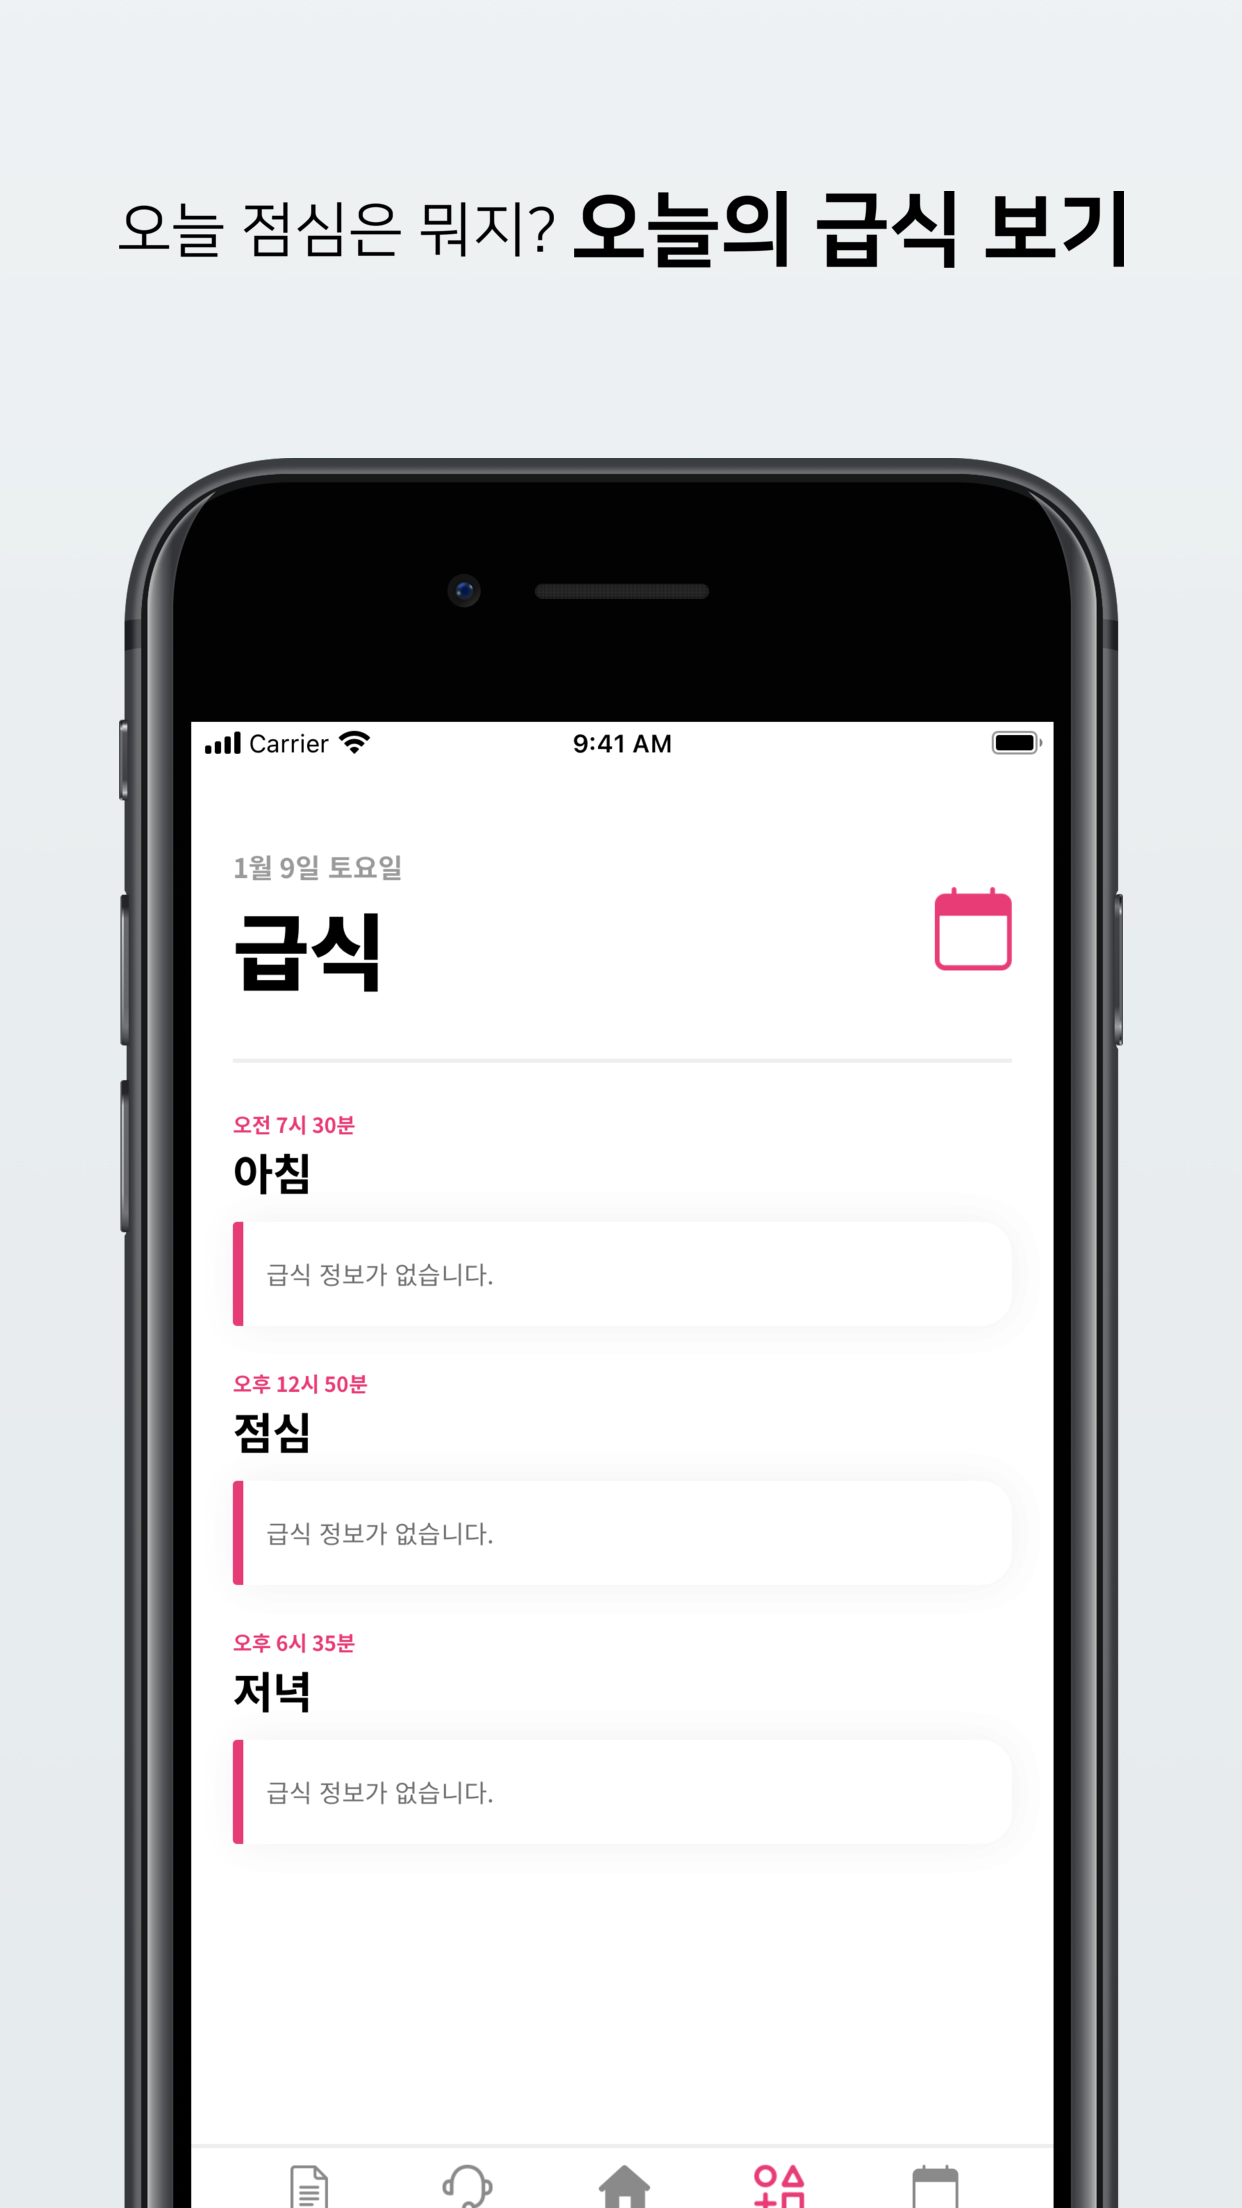 오늘 점심은 뭐지? 오늘의 급식 보기
Carrier 9:41 AM
1월 9일 토요일
급식
오전 7시 30분
아침
급식 정보가 없습니다.
오후 12시 50분
점심
급식 정보가 없습니다.
오후 6시 35분
저녁
급식 정보가 없습니다.